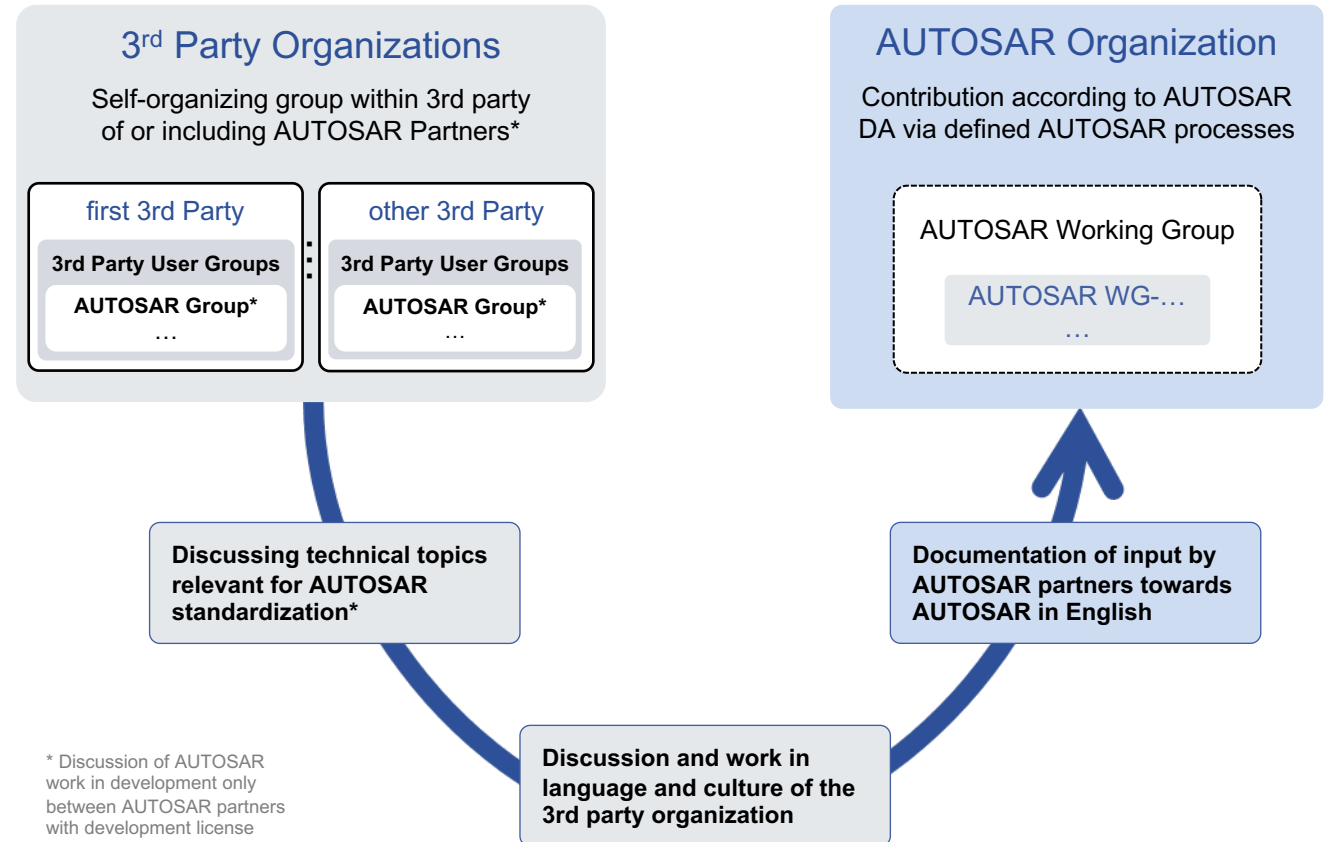 3rd Party Organizations
Self-organizing group within 3rd party
of or including AUTOSAR Partners*
first 3rd Party
3rd Party User Groups
AUTOSAR Group*
…
other 3rd Party
3rd Party User Groups
AUTOSAR Group*
…
AUTOSAR Organization
Contribution according to AUTOSAR
DA via defined AUTOSAR processes
AUTOSAR Working Group
AUTOSAR WG-…
…
Discussing technical topics
relevant for AUTOSAR
standardization*
Discussion and work in
language and culture of the
3rd party organization
Documentation of input by
AUTOSAR partners towards
AUTOSAR in English
* Discussion of AUTOSAR
work in development only
between AUTOSAR partners
with development license